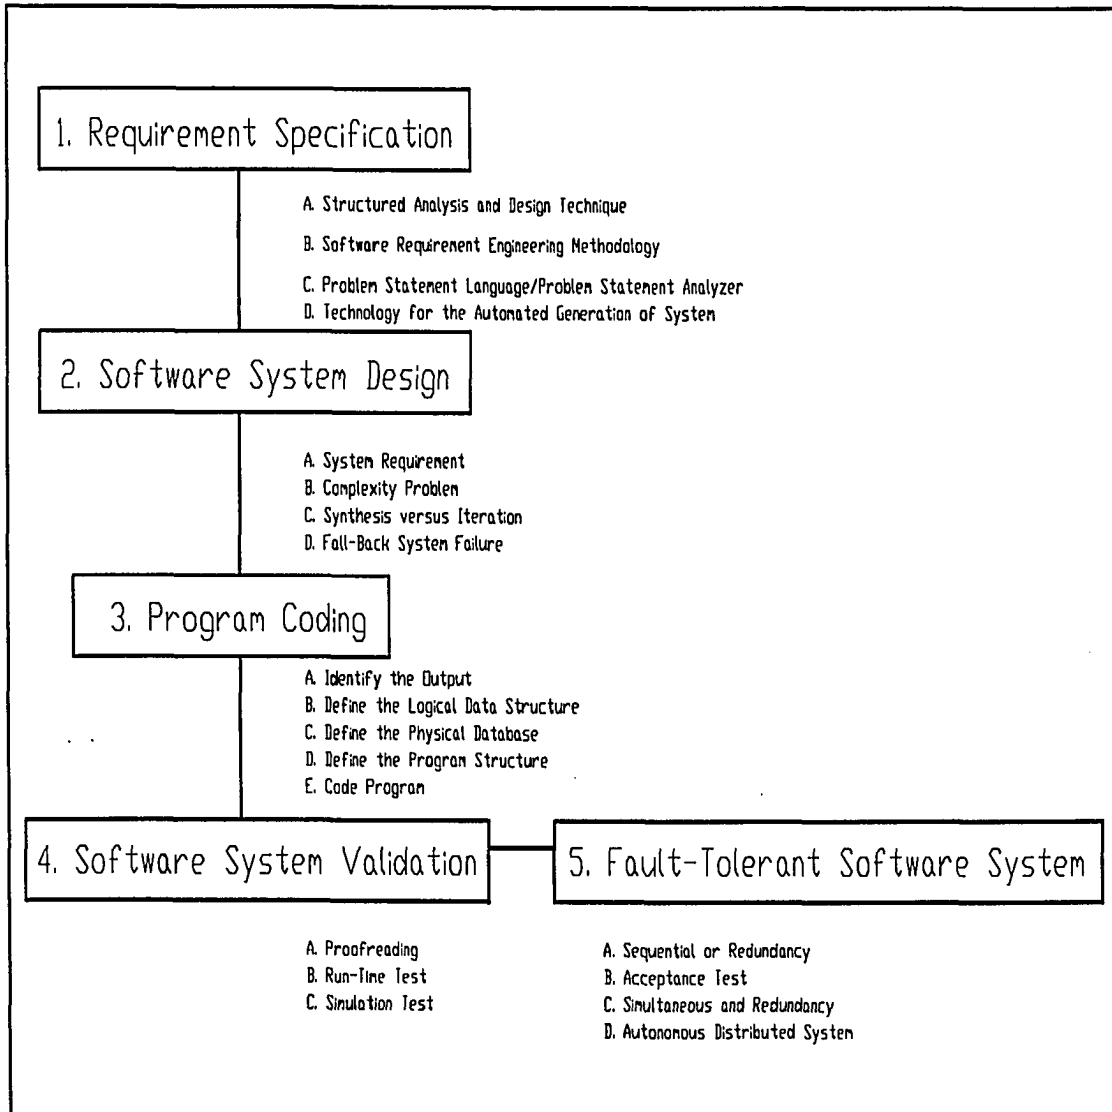 1. Requirement Specification
A. Structured Analysis and Design Technique
B. Software Requirement Engineering Methodology
C. Problem Statement Language/Problem Statement Analyzer
D. Technology for the Automated Generation of System
2. Software System Design
A. System Requirement
B. Complexity Problem
C. Synthesis versus Iteration
D. Fall-Back System Failure
3. Program Coding
A. Identify the Output
B. Define the Logical Data Structure
C. Define the Physical Database
D. Define the Program Structure
E. Code Program
4. Software System Validation
A. Proofreading
B. Run-Time Test
C. Simulation Test
5. Fault-Tolerant Software System
A. Sequential or Redundancy
B. Acceptance Test
C. Simultaneous and Redundancy
D. Autonomous Distributed System